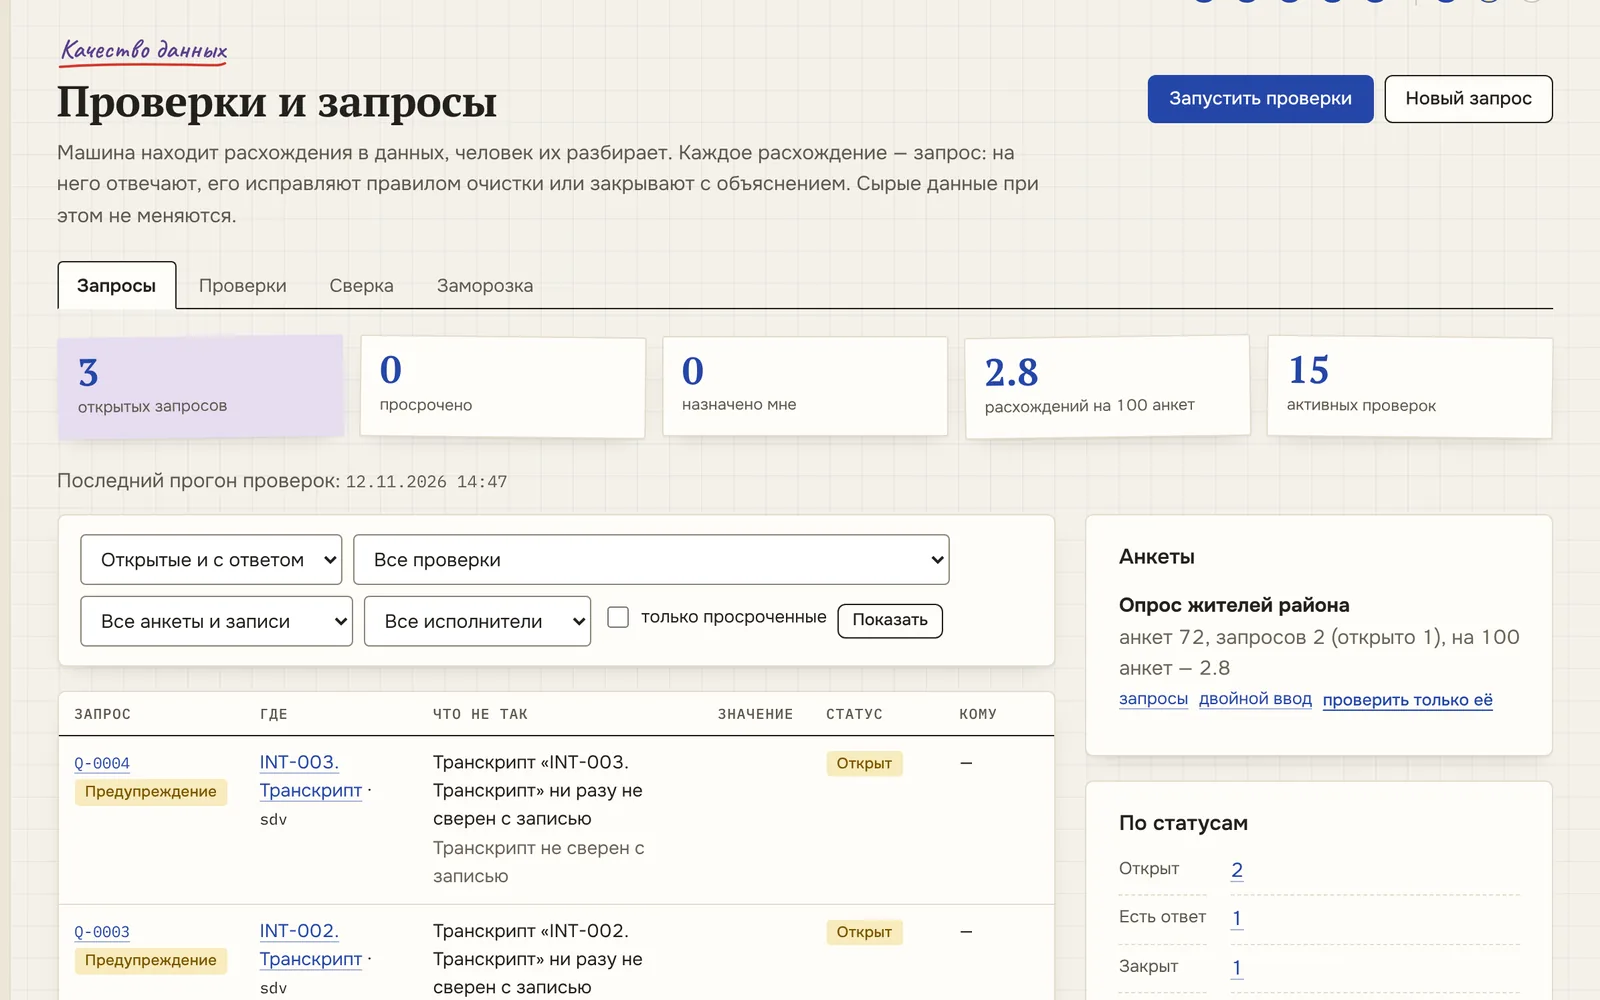 Качество данных
Проверки и запросы
Запустить проверки
Новый запрос
Машина находит расхождения в данных, человек их разбирает. Каждое расхождение — запрос: на
него отвечают, его исправляют правилом очистки или закрывают с объяснением. Сырые данные при
этом не меняются.
Запросы
Проверки
Сверка
Заморозка
3
открытых запросов
0
просрочено
0
назначено мне
2.8
расхождений на 100 анкет
15
активных проверок
Последний прогон проверок: 12.11.2026 14:47
Открытые и с ответом
Все проверки
Все анкеты и записи
Все исполнители
только просроченные
Показать
ЗАПРОС ГДЕ ЧТО НЕ ТАК ЗНАЧЕНИЕ СТАТУС КОМУ
Q-0004
Предупреждение
INT-003.
Транскрипт ·
sdv
Транскрипт «INT-003.
Транскрипт» ни разу не
сверен с записью
Транскрипт не сверен с
записью
Открыт
—
Q-0003
Предупреждение
INT-002.
Транскрипт ·
sdv
Транскрипт «INT-002.
Транскрипт» ни разу не
сверен с записью
Открыт
—
Анкеты
Опрос жителей района
анкет 72, запросов 2 (открыто 1), на 100
анкет — 2.8
запросы двойной ввод проверить только её
По статусам
Открыт 2
Есть ответ 1
Закрыт 1